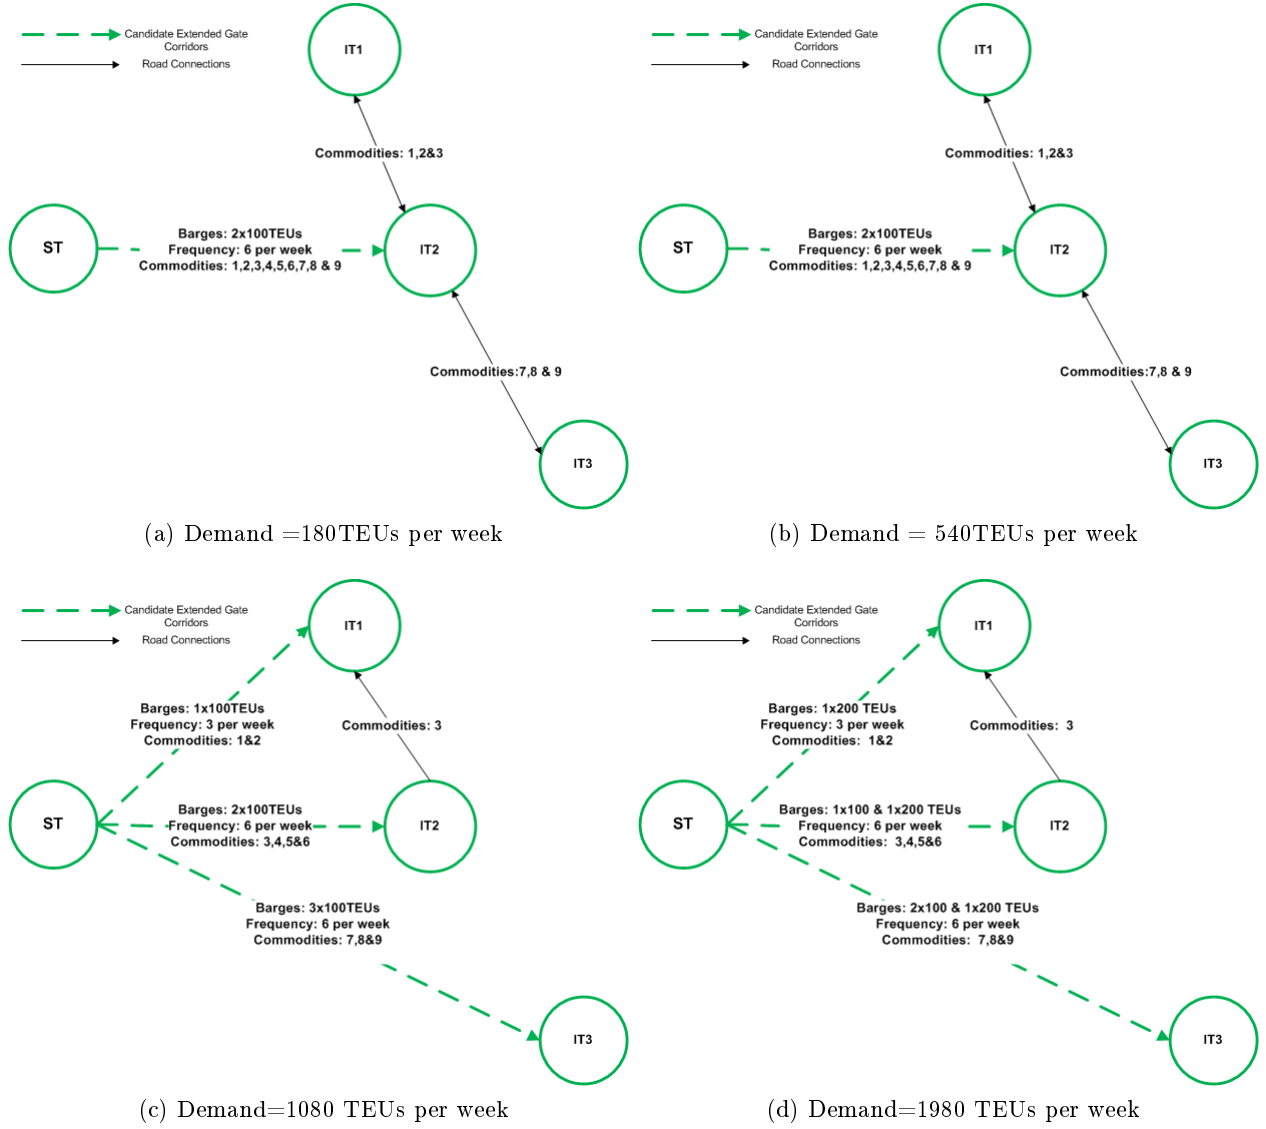 Candidate Extended Gate
Corridors
Road Connections
IT1
Commodities: 1,2&3
ST
Barges: 2x100TEUs
Frequency: 6 per week
Commodities: 1,2,3,4,5,6,7,8 & 9
IT2
Commodities:7,8 & 9
IT3
(a) Demand =180TEUs per week
Candidate Extended Gate
Corridors
Road Connections
IT1
Commodities: 1,2&3
ST
Barges: 2x100TEUs
Frequency: 6 per week
Commodities: 1,2,3,4,5,6,7,8 & 9
IT2
Commodities:7,8 & 9
IT3
(b) Demand = 540TEUs per week
Candidate Extended Gate
Corridors
Road Connections
IT1
Barges: 1x100TEUs
Frequency: 3 per week
Commodities: 1&2
Commodities: 3
ST
Barges: 2x100TEUs
Frequency: 6 per week
Commodities: 3,4,5&6
IT2
Barges: 3x100TEUs
Frequency: 6 per week
Commodities: 7,8&9
IT3
(c) Demand=1080 TEUs per week
Candidate Extended Gate
Corridors
Road Connections
IT1
Barges: 1x200 TEUs
Frequency: 3 per week
Commodities: 1&2
Commodities: 3
ST
Barges: 1x100 & 1x200 TEUs
Frequency: 6 per week
Commodities: 3,4,5&6
IT2
Barges: 2x100 & 1x200 TEUs
Frequency: 6 per week
Commodities: 7,8&9
IT3
(d) Demand=1980 TEUs per week